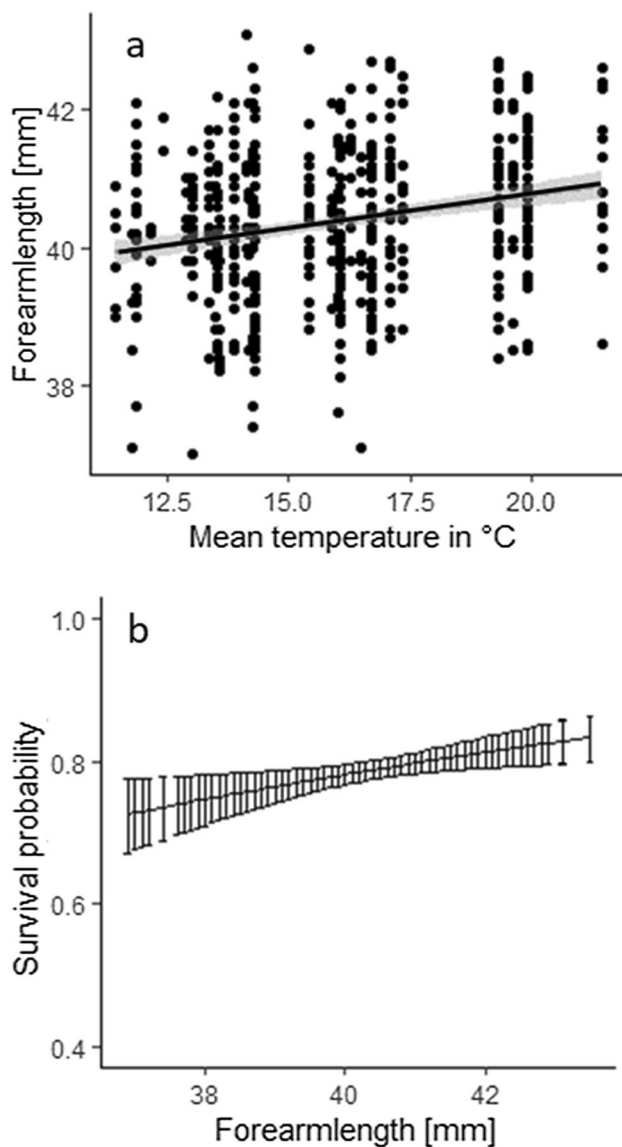 a
Forearmlength [mm]
42
40
38
12.5 15.0 17.5 20.0
Mean temperature in °C
b
Survival probability
1.0
0.8
0.6
0.4
38 40 42
Forearmlength [mm]